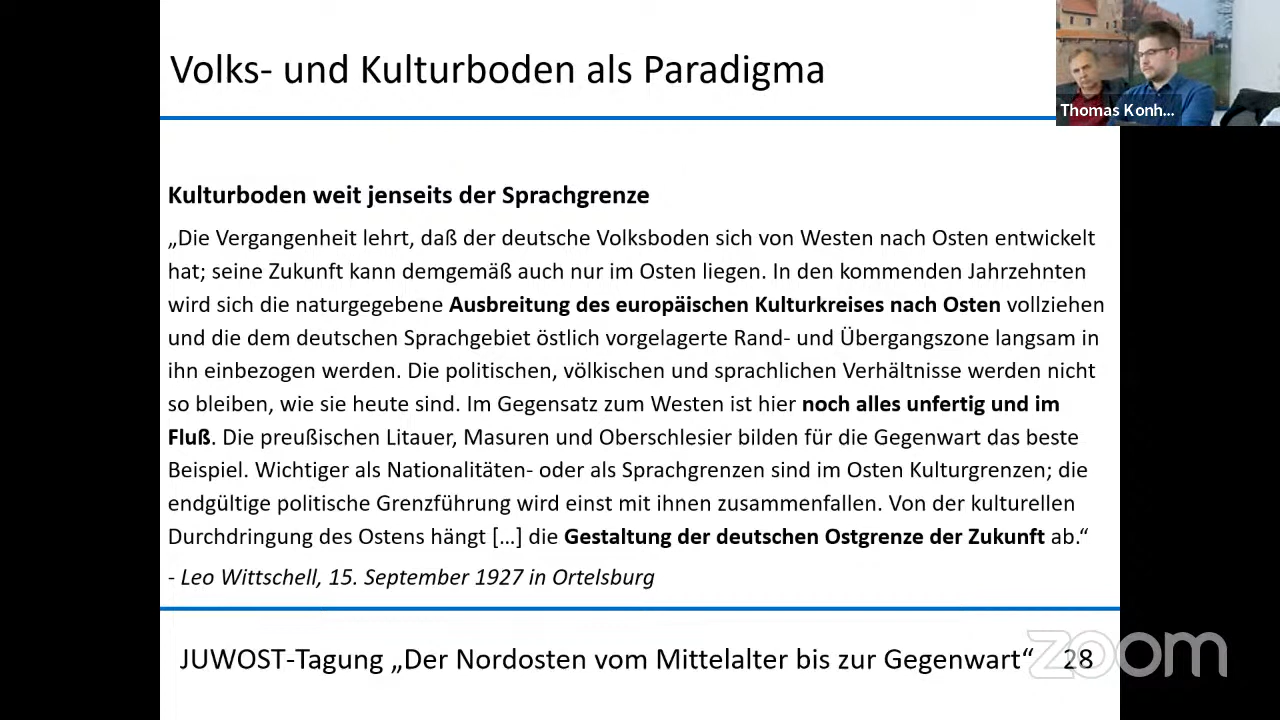 Volks- und Kulturboden als Paradigma
Thomas Konh...
Kulturboden weit jenseits der Sprachgrenze
„Die Vergangenheit lehrt, daß der deutsche Volksboden sich von Westen nach Osten entwickelt
hat; seine Zukunft kann demgemäß auch nur im Osten liegen. In den kommenden Jahrzehnten
wird sich die naturgegebene Ausbreitung des europäischen Kulturkreises nach Osten vollziehen
und die dem deutschen Sprachgebiet östlich vorgelagerte Rand- und Übergangszone langsam in
ihn einbezogen werden. Die politischen, völkischen und sprachlichen Verhältnisse werden nicht
so bleiben, wie sie heute sind. Im Gegensatz zum Westen ist hier noch alles unfertig und im
Fluß. Die preußischen Litauer, Masuren und Oberschlesier bilden für die Gegenwart das beste
Beispiel. Wichtiger als Nationalitäten- oder als Sprachgrenzen sind im Osten Kulturgrenzen; die
endgültige politische Grenzführung wird einst mit ihnen zusammenfallen. Von der kulturellen
Durchdringung des Ostens hängt […] die Gestaltung der deutschen Ostgrenze der Zukunft ab.“
- Leo Wittschell, 15. September 1927 in Ortelsburg
JUWOST-Tagung „Der Nordosten vom Mittelalter bis zur Gegenwart“ 28
zoom